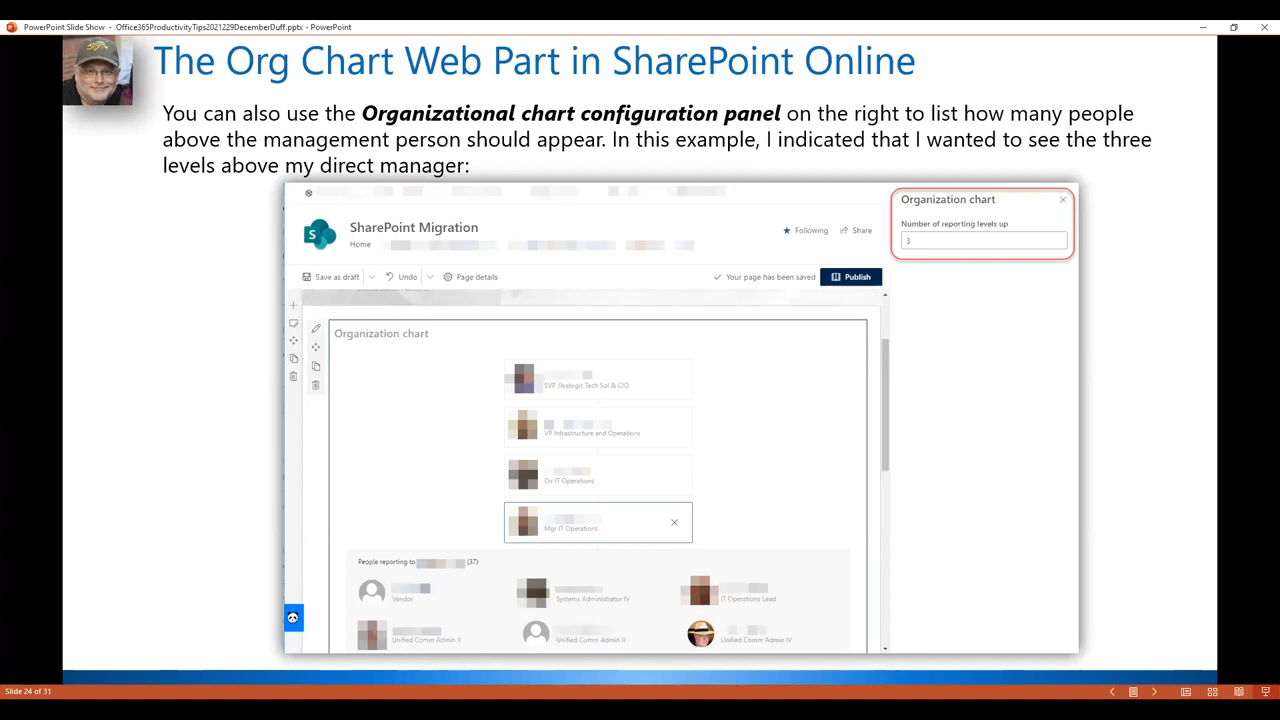 PowerPoint Slide Show - Office365ProductivityTips2021229DecemberDuff.pptx - PowerPoint
The Org Chart Web Part in SharePoint Online
You can also use the Organizational chart configuration panel on the right to list how many people
above the management person should appear. In this example, I indicated that I wanted to see the three
levels above my direct manager:
Organization chart
Number of reporting levels up
3
SharePoint Migration
Home
Following
Share
Save as draft
Undo
Page details
Your page has been saved
Publish
Organization chart
SVP Strategic Tech Sol & CIO
VP Infrastructure and Operations
Dir IT Operations
Mgr IT Operations
People reporting to (37)
Vendor
Systems Administrator IV
IT Operations Lead
Unified Comm Admin II
Unified Comm Admin II
Unified Comm Admin IV
Slide 24 of 31